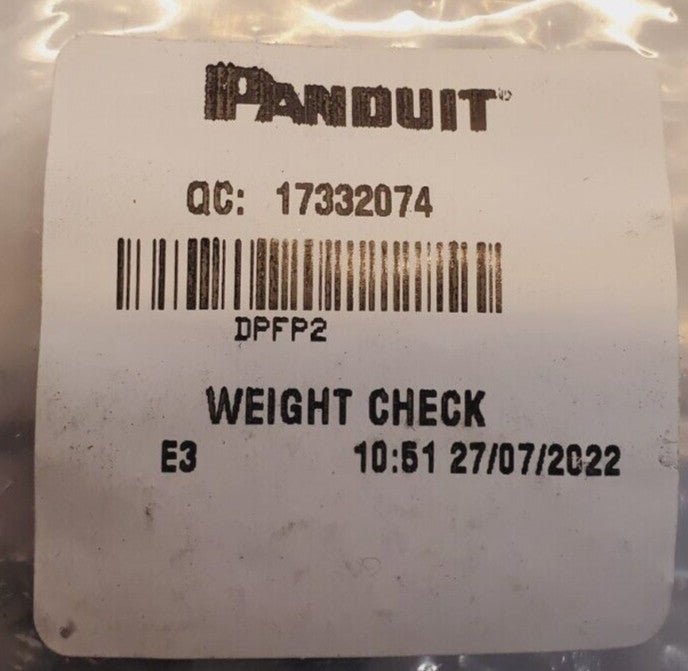 PANDUIT
QC: 17332074
DPFP2
WEIGHT CHECK
E3 10:51 27/07/2022